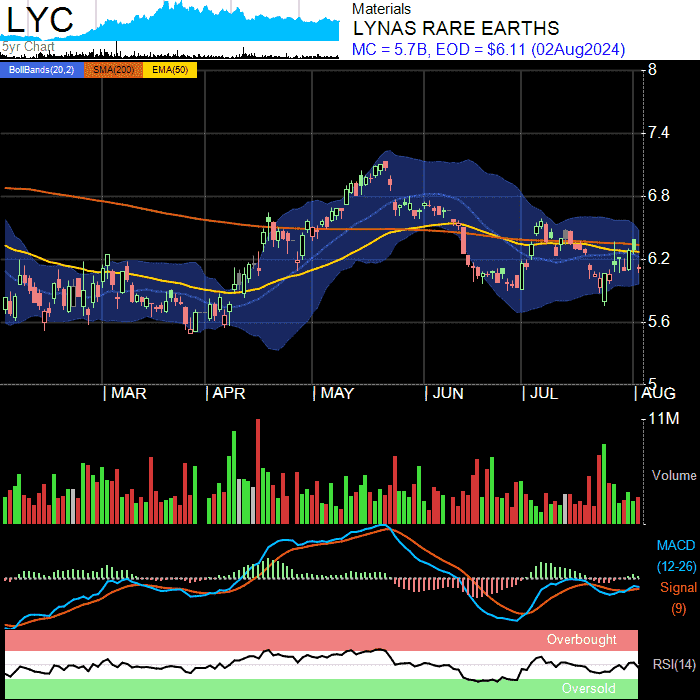 LYC
5yr Chart
Materials
LYNAS RARE EARTHS
MC = 5.7B, EOD = $6.11 (02Aug2024)
BollBands(20,2) SMA(200) EMA(50)
8
7.4
6.8
6.2
5.6
5
| MAR | APR | MAY | JUN | JUL | AUG
11M
Volume
MACD
(12-26)
Signal
(9)
Overbought
RSI(14)
Oversold